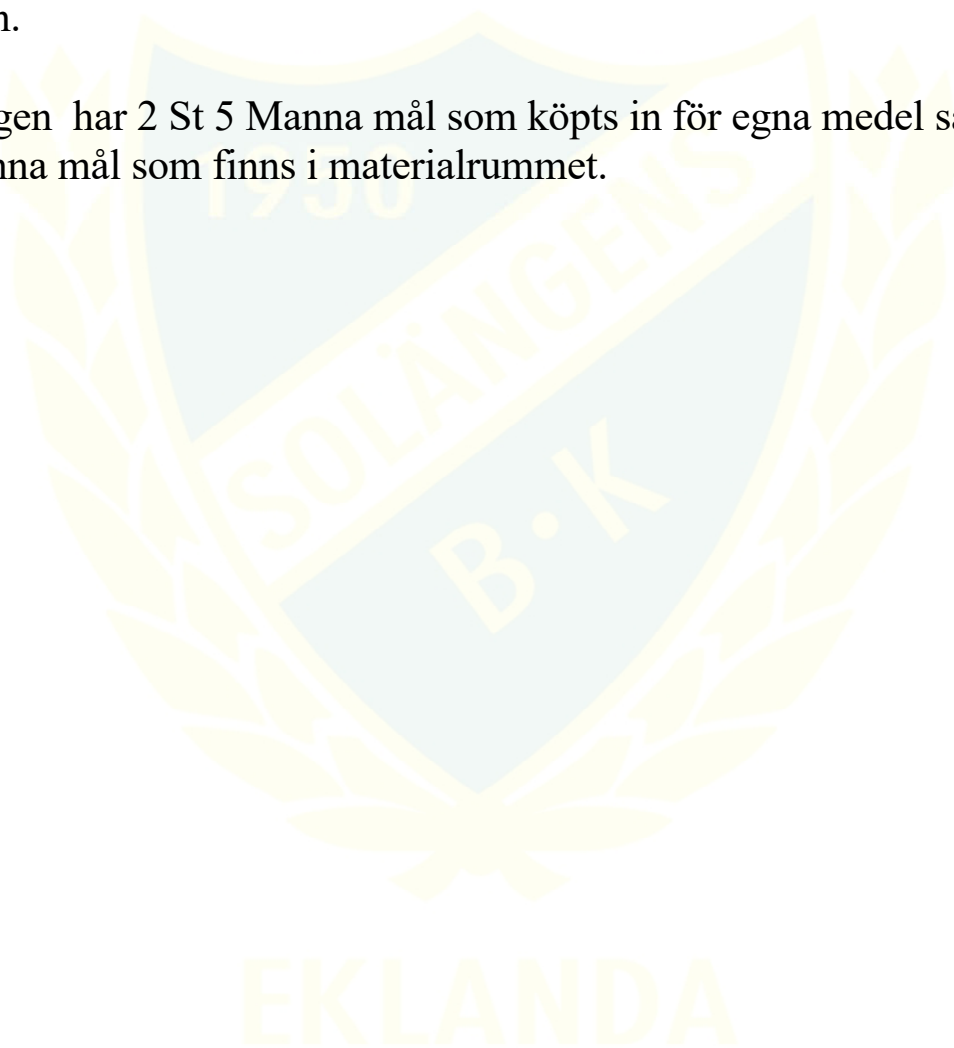 n.
gen har 2 St 5 Manna mål som köpts in för egna medel sa
nna mål som finns i materialrummet.
1950
SOLÄNGENS
B·K
EKLANDA